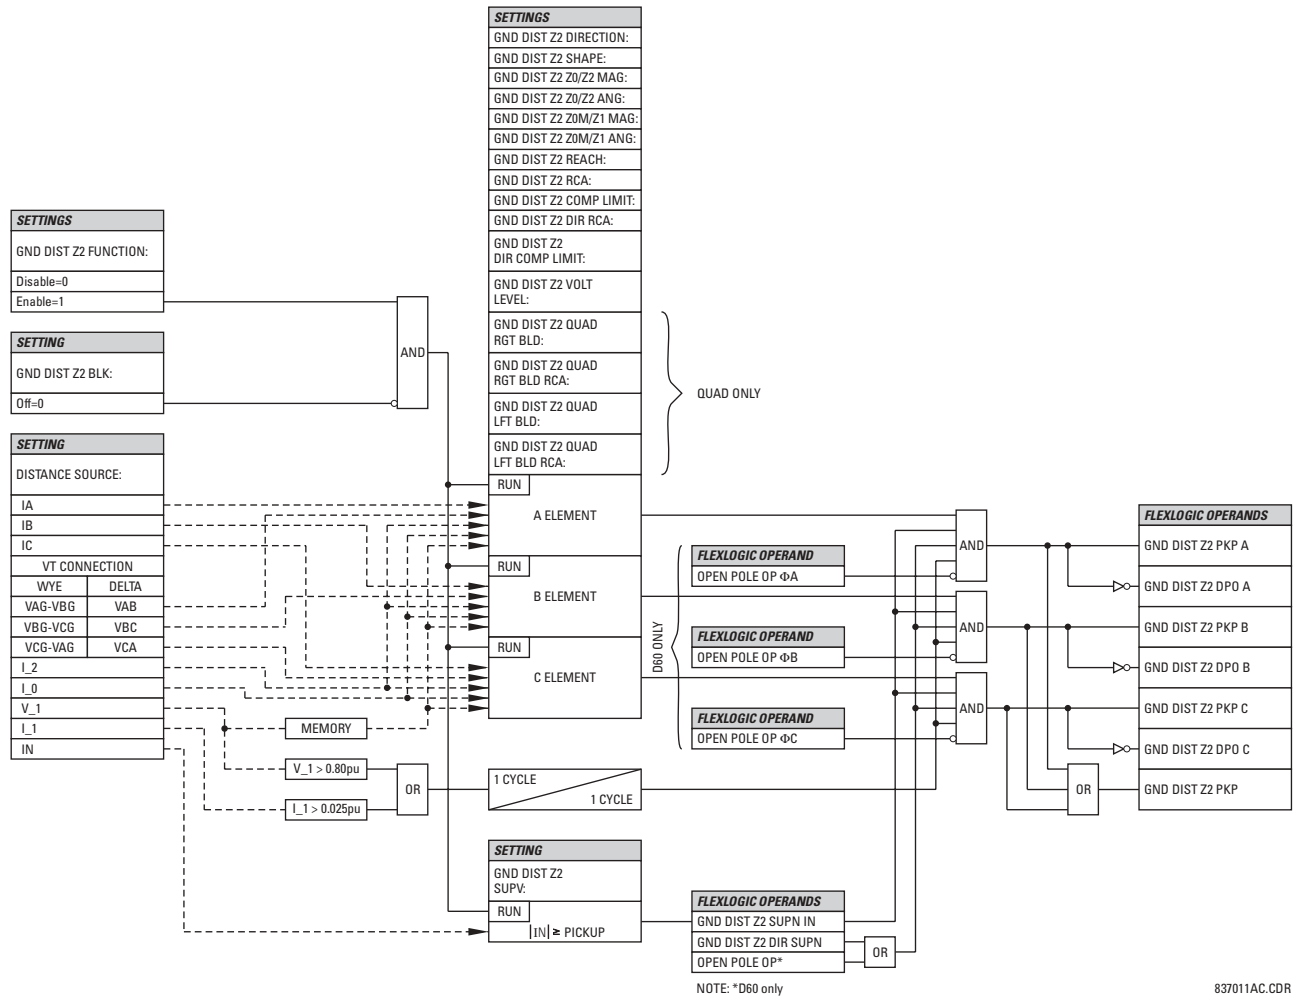 SETTINGS
GND DIST Z2 DIRECTION:
GND DIST Z2 SHAPE:
GND DIST Z2 Z0/Z2 MAG:
GND DIST Z2 Z0/Z2 ANG:
GND DIST Z2 Z0M/Z1 MAG:
GND DIST Z2 Z0M/Z1 ANG:
GND DIST Z2 REACH:
GND DIST Z2 RCA:
GND DIST Z2 COMP LIMIT:
GND DIST Z2 DIR RCA:
GND DIST Z2
DIR COMP LIMIT:
GND DIST Z2 VOLT
LEVEL:
GND DIST Z2 QUAD
RGT BLD:
GND DIST Z2 QUAD
RGT BLD RCA:
GND DIST Z2 QUAD
LFT BLD:
GND DIST Z2 QUAD
LFT BLD RCA:
QUAD ONLY
RUN
A ELEMENT
RUN
B ELEMENT
RUN
C ELEMENT
SETTINGS
GND DIST Z2 FUNCTION:
Disable=0
Enable=1
SETTING
GND DIST Z2 BLK:
Off=0
AND
SETTING
DISTANCE SOURCE:
IA
IB
IC
VT CONNECTION
WYE DELTA
VAG-VBG VAB
VBG-VCG VBC
VCG-VAG VCA
I_2
I_0
V_1
I_1
IN
MEMORY
V_1 > 0.80pu
I_1 > 0.025pu
OR
1 CYCLE
1 CYCLE
SETTING
GND DIST Z2
SUPV:
RUN
|IN| ≥ PICKUP
D60 ONLY
FLEXLOGIC OPERAND
OPEN POLE OP ΦA
FLEXLOGIC OPERAND
OPEN POLE OP ΦB
FLEXLOGIC OPERAND
OPEN POLE OP ΦC
FLEXLOGIC OPERANDS
GND DIST Z2 SUPN IN
GND DIST Z2 DIR SUPN
OPEN POLE OP*
OR
NOTE: *D60 only
AND
AND
AND
OR
FLEXLOGIC OPERANDS
GND DIST Z2 PKP A
GND DIST Z2 DPO A
GND DIST Z2 PKP B
GND DIST Z2 DPO B
GND DIST Z2 PKP C
GND DIST Z2 DPO C
GND DIST Z2 PKP
837011AC.CDR